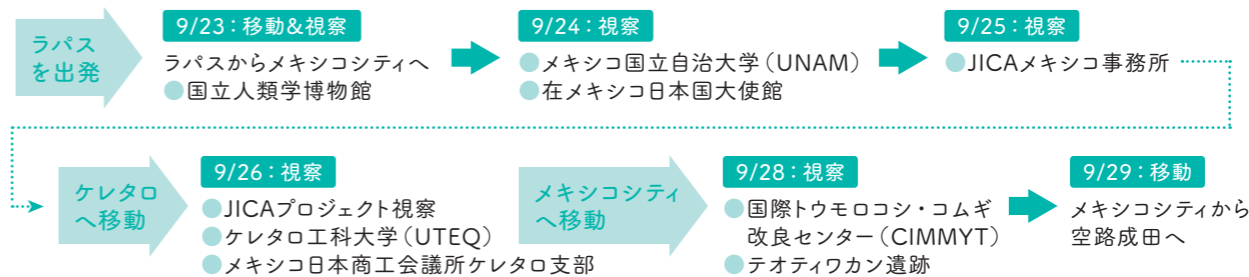 ラパス
を出発
9/23：移動&視察
ラパスからメキシコシティへ
●国立人類学博物館
9/24：視察
●メキシコ国立自治大学（UNAM）
●在メキシコ日本国大使館
9/25：視察
●JICAメキシコ事務所
ケレタロ
へ移動
9/26：視察
●JICAプロジェクト視察
●ケレタロ工科大学（UTEQ）
●メキシコ日本商工会議所ケレタロ支部
メキシコシティ
へ移動
9/28：視察
●国際トウモロコシ・コムギ
改良センター（CIMMYT）
●テオティワカン遺跡
9/29：移動
メキシコシティから
空路成田へ